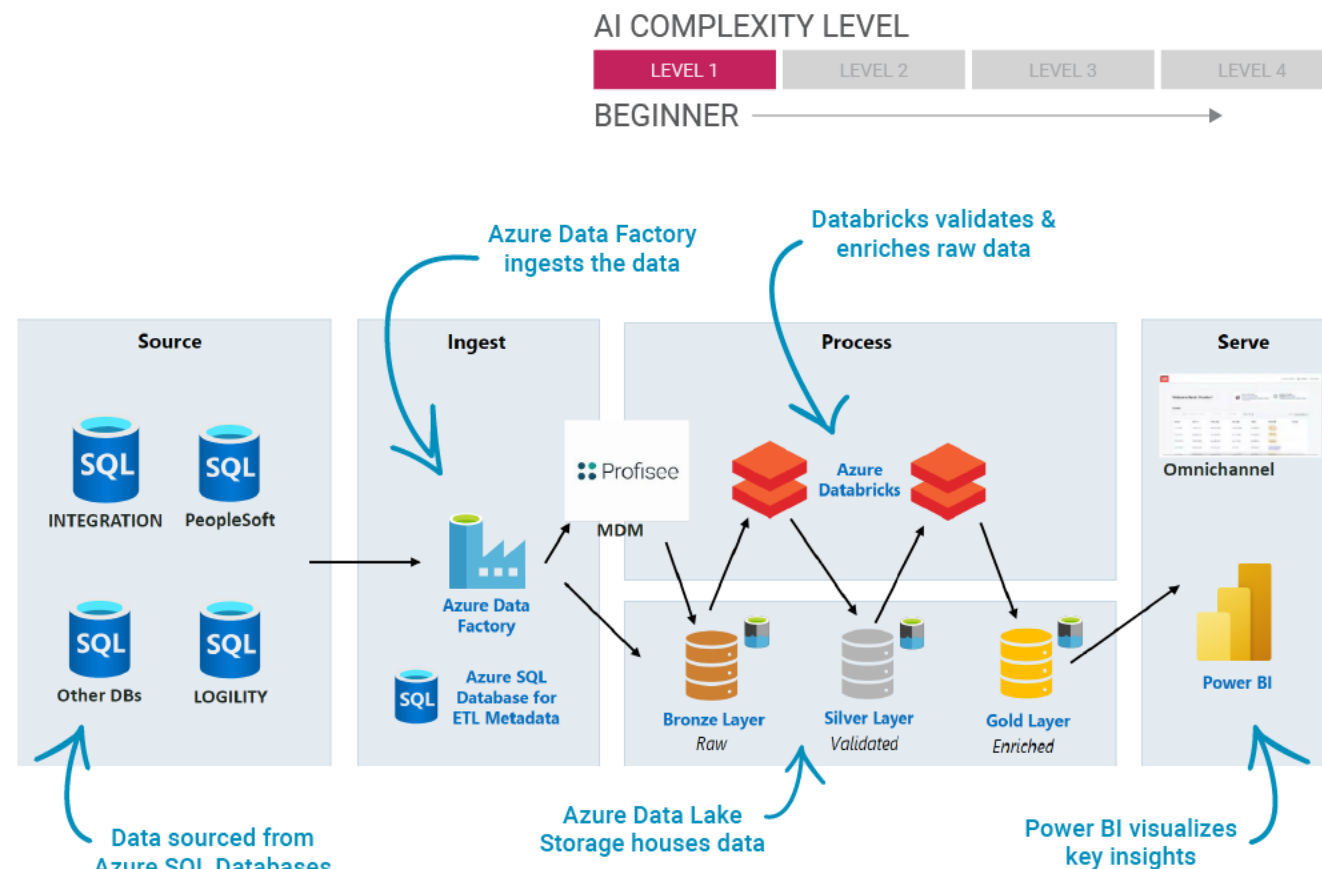 AI COMPLEXITY LEVEL
LEVEL 1
LEVEL 2
LEVEL 3
LEVEL 4
BEGINNER
Azure Data Factory
ingests the data
Databricks validates &
enriches raw data
Source
Ingest
Process
Serve
SQL
INTEGRATION
SQL
PeopleSoft
SQL
Other DBs
SQL
LOGILITY
Azure Data
Factory
SQL
Azure SQL
Database for
ETL Metadata
Profisee
MDM
Azure
Databricks
Bronze Layer
Raw
Silver Layer
Validated
Gold Layer
Enriched
Omnichannel
Power BI
Data sourced from
Azure SQL Databases
Azure Data Lake
Storage houses data
Power BI visualizes
key insights